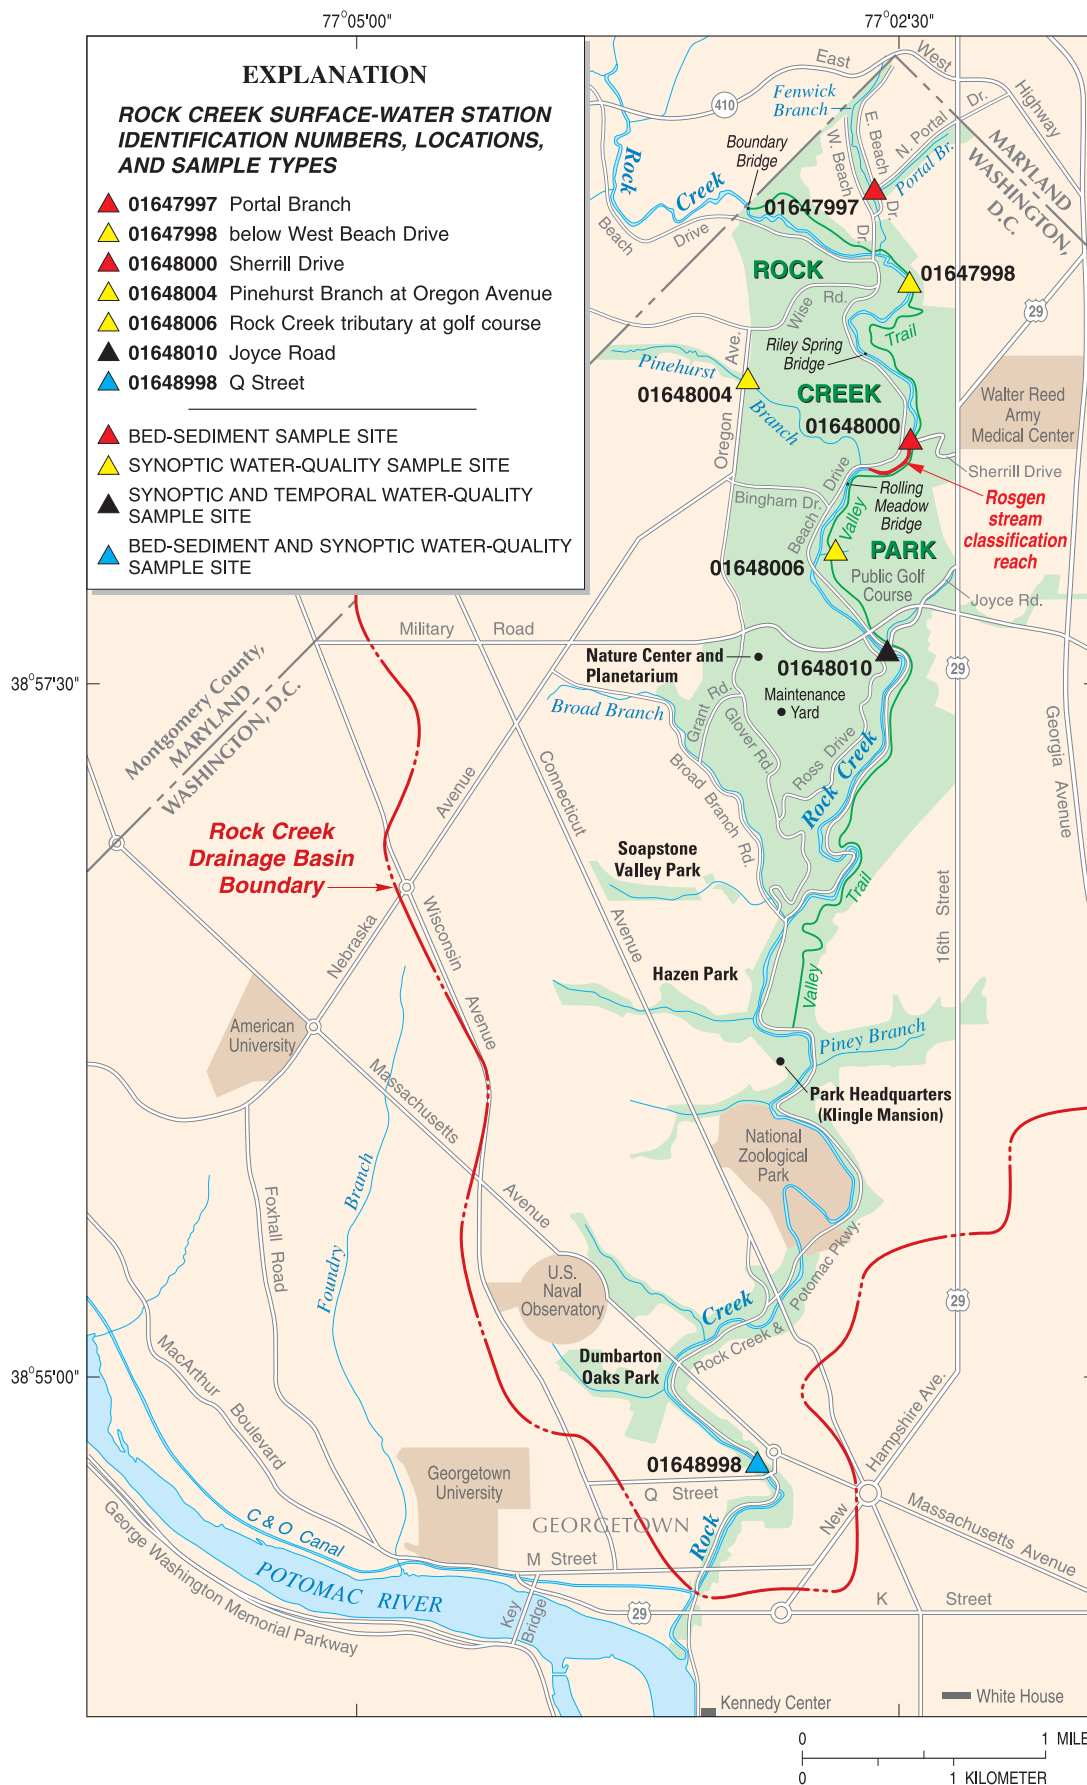 77°05'00"
77°02'30"
EXPLANATION
ROCK CREEK SURFACE-WATER STATION
IDENTIFICATION NUMBERS, LOCATIONS,
AND SAMPLE TYPES
01647997 Portal Branch
01647998 below West Beach Drive
01648000 Sherrill Drive
01648004 Pinehurst Branch at Oregon Avenue
01648006 Rock Creek tributary at golf course
01648010 Joyce Road
01648998 Q Street
BED-SEDIMENT SAMPLE SITE
SYNOPTIC WATER-QUALITY SAMPLE SITE
SYNOPTIC AND TEMPORAL WATER-QUALITY
SAMPLE SITE
BED-SEDIMENT AND SYNOPTIC WATER-QUALITY
SAMPLE SITE
East
West
Highway
410
Fenwick
Branch
E. Beach
Dr.
W. Beach
Dr.
N. Portal
Dr.
Portal Br.
MARYLAND
WASHINGTON,
D.C.
Boundary
Bridge
Rock
Creek
Beach
Drive
01647997
01647998
ROCK
Wise
Rd.
Trail
29
Riley Spring
Bridge
Pinehurst
Branch
Ave.
Oregon
01648004
CREEK
01648000
Walter Reed
Army
Medical Center
Sherrill Drive
Rolling
Meadow
Bridge
Rosgen
stream
classification
reach
Bingham Dr.
Beach
Drive
Valley
PARK
01648006
Public Golf
Course
Joyce Rd.
Military Road
Nature Center and
Planetarium
01648010
29
38°57'30"
Montgomery County,
MARYLAND
WASHINGTON, D.C.
Broad Branch
Grant Rd.
Glover Rd.
Maintenance
Yard
Ross Drive
Rock Creek
Broad Branch Rd.
Georgia Avenue
Nebraska
Avenue
Connecticut
Avenue
Rock Creek
Drainage Basin
Boundary
Soapstone
Valley Park
Trail
Valley
16th Street
Wisconsin
Avenue
Hazen Park
American
University
Piney Branch
Park Headquarters
(Klingle Mansion)
Massachusetts
Avenue
National
Zoological
Park
Foxhall Road
Foundry Branch
U.S.
Naval
Observatory
Creek
Rock Creek &
Potomac Pkwy.
29
Dumbarton
Oaks Park
38°55'00"
MacArthur
Boulevard
New
Hampshire Ave.
01648998
Q Street
Georgetown
University
GEORGETOWN
Rock
Massachusetts Avenue
C & O Canal
M Street
POTOMAC RIVER
George Washington Memorial Parkway
Key
Bridge
29
K Street
Kennedy Center
White House
0 1 MILE
0 1 KILOMETER